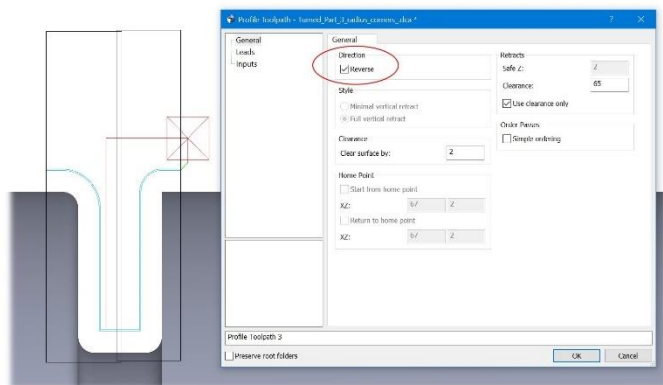 Profile Toolpath - Turned_Part_3_radius_corners_.dca *
General
Leads
Inputs
General
Direction
Reverse
Style
Minimal vertical retract
Full vertical retract
Clearance
Clear surface by:
2
Home Point
Start from home point
XZ:
67
2
Return to home point
XZ:
67
2
Retracts
Safe Z:
2
Clearance:
65
Use clearance only
Order Passes
Simple ordering
Profile Toolpath 3
Preserve root folders
OK
Cancel